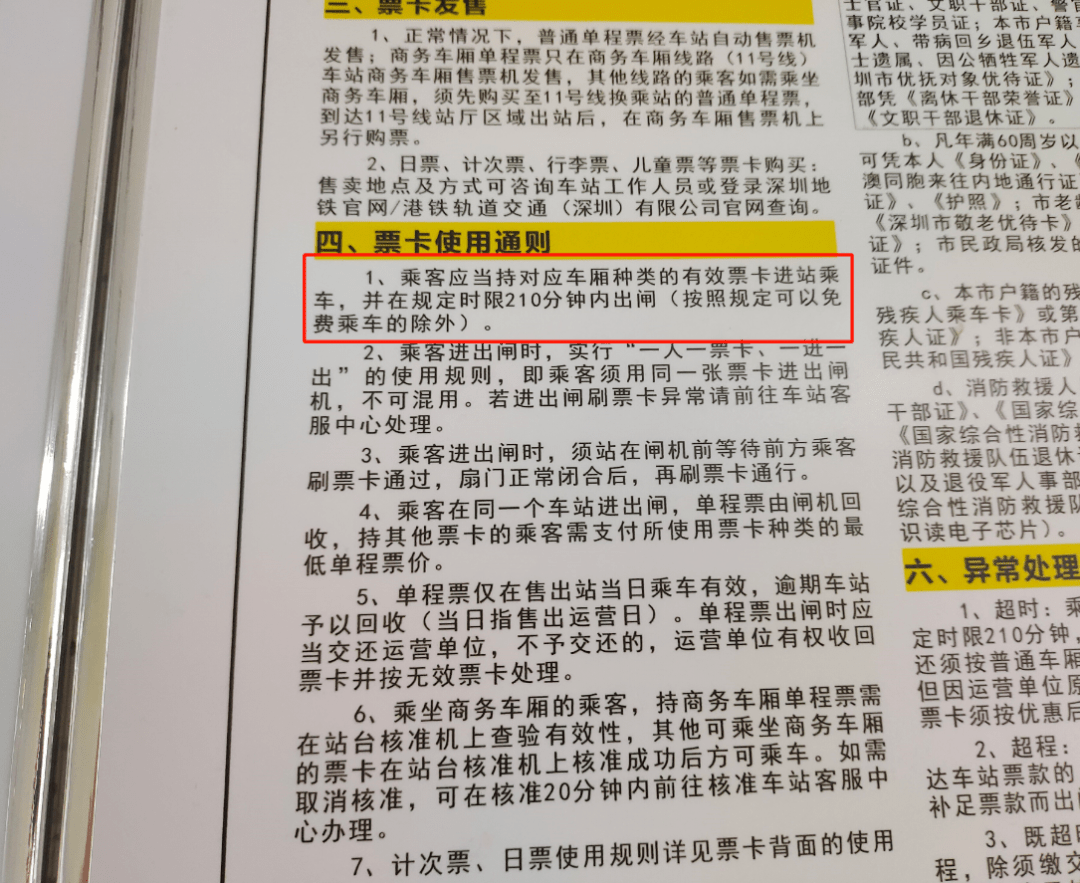 三、票卡发售
1、正常情况下，普通单程票经车站自动售票机
发售；商务车厢单程票只在商务车厢线路（11号线）
车站商务车厢售票机发售，其他线路的乘客如需乘坐
商务车厢，须先购买至11号线换乘站的普通单程票，
到达11号线站厅区域出站后，在商务车厢售票机上
另行购票。
2、日票、计次票、行李票、儿童票等票卡购买：
售卖地点及方式可咨询车站工作人员或登录深圳地
铁官网/港铁轨道交通（深圳）有限公司官网查询。
四、票卡使用通则
1、乘客应当持对应车厢种类的有效票卡进站乘
车，并在规定时限210分钟内出闸（按照规定可以免
费乘车的除外）。
2、乘客进出闸时，实行“一人一票卡、一进一
出”的使用规则，即乘客须用同一张票卡进出闸
机，不可混用。若进出闸刷票卡异常请前往车站客
服中心处理。
3、乘客进出闸时，须站在闸机前等待前方乘客
刷票卡通过，扇门正常闭合后，再刷票卡通行。
4、乘客在同一个车站进出闸，单程票由闸机回
收，持其他票卡的乘客需支付所使用票卡种类的最
低单程票价。
5、单程票仅在售出站当日乘车有效，逾期车站
予以回收（当日指售出运营日）。单程票出闸时应
当交还运营单位，不予交还的，运营单位有权收回
票卡并按无效票卡处理。
6、乘坐商务车厢的乘客，持商务车厢单程票需
在站台核准机上查验有效性，其他可乘坐商务车厢
的票卡在站台核准机上核准成功后方可乘车。如需
取消核准，可在核准20分钟内前往核准车站客服中
心办理。
7、计次票、日票使用规则详见票卡背面的使用
士官证、文职干部证、警官
事院校学员证；本市户籍
军人、带病回乡退伍军人
士遗属、因公牺牲军人遗
圳市优抚对象优待证》；
部凭《离休干部荣誉证》
《文职干部退休证》。
b、凡年满60周岁以
可凭本人《身份证》、《
澳同胞来往内地通行证
证》、《护照》；市老龄
《深圳市敬老优待卡》
证》；市民政局核发的
证件。
c、本市户籍的残
残疾人乘车卡》或第
疾人证》；非本市户
民共和国残疾人证》
d、消防救援人
干部证》、《国家综
《国家综合性消防
消防救援队伍退休
以及退役军人事部
综合性消防救援队
识读电子芯片）。
六、异常处理
1、超时：乘
定时限210分钟，
还须按普通车厢
但因运营单位原
票卡须按优惠后
2、超程：
达车站票款的
补足票款而出
3、既超时
程，除须缴交